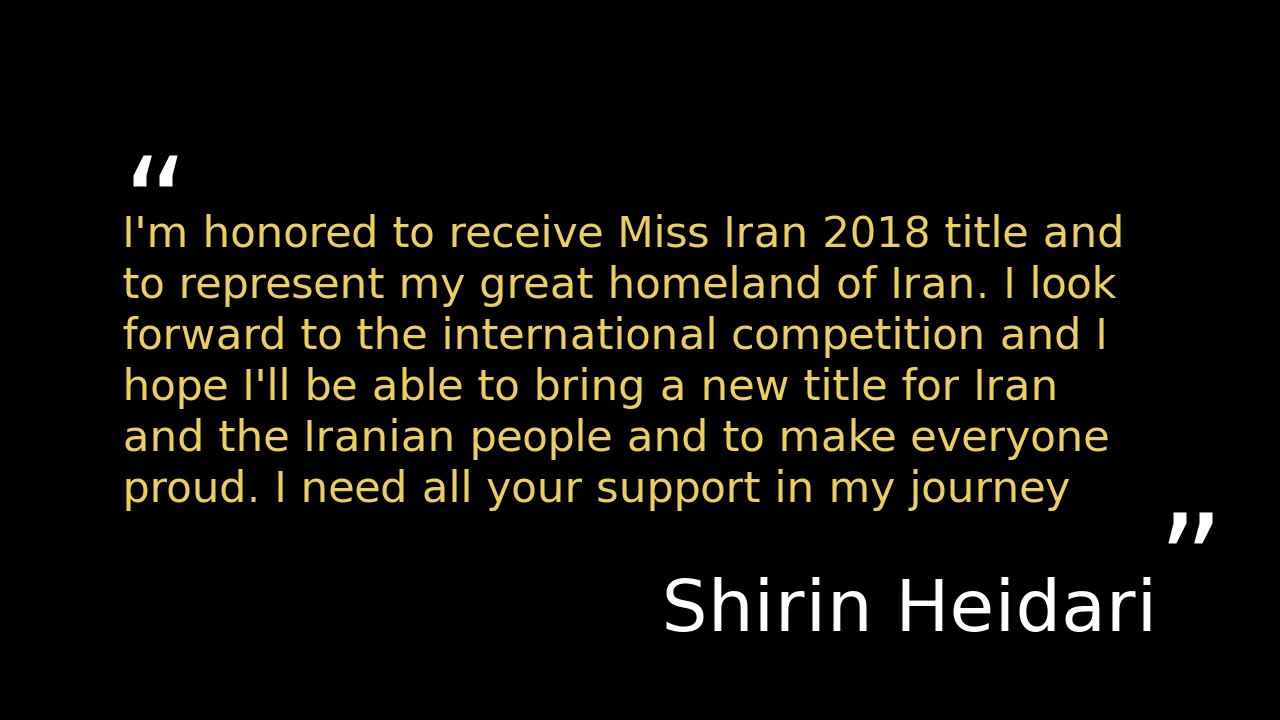 “
I'm honored to receive Miss Iran 2018 title and
to represent my great homeland of Iran. I look
forward to the international competition and I
hope I'll be able to bring a new title for Iran
and the Iranian people and to make everyone
proud. I need all your support in my journey
”
Shirin Heidari